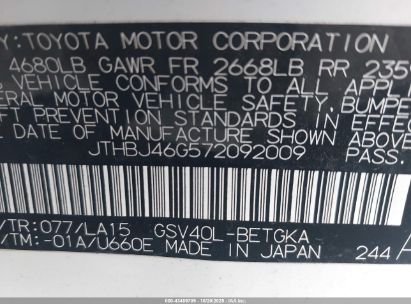 Y: TOYOTA MOTOR CORPORATION
4680LB GAWR FR 2668LB RR 235
VEHICLE CONFORMS TO ALL APPL
ERAL MOTOR VEHICLE SAFETY, BUMPE
FT PREVENTION STANDARDS IN EFFECT
DATE OF MANUFACTURE SHOWN ABOVE
JTHBJ46G572092009 PASS.
/TR:077/LA15 GSV40L-BETGKA
/TM:-01A/U660E MADE IN JAPAN 244